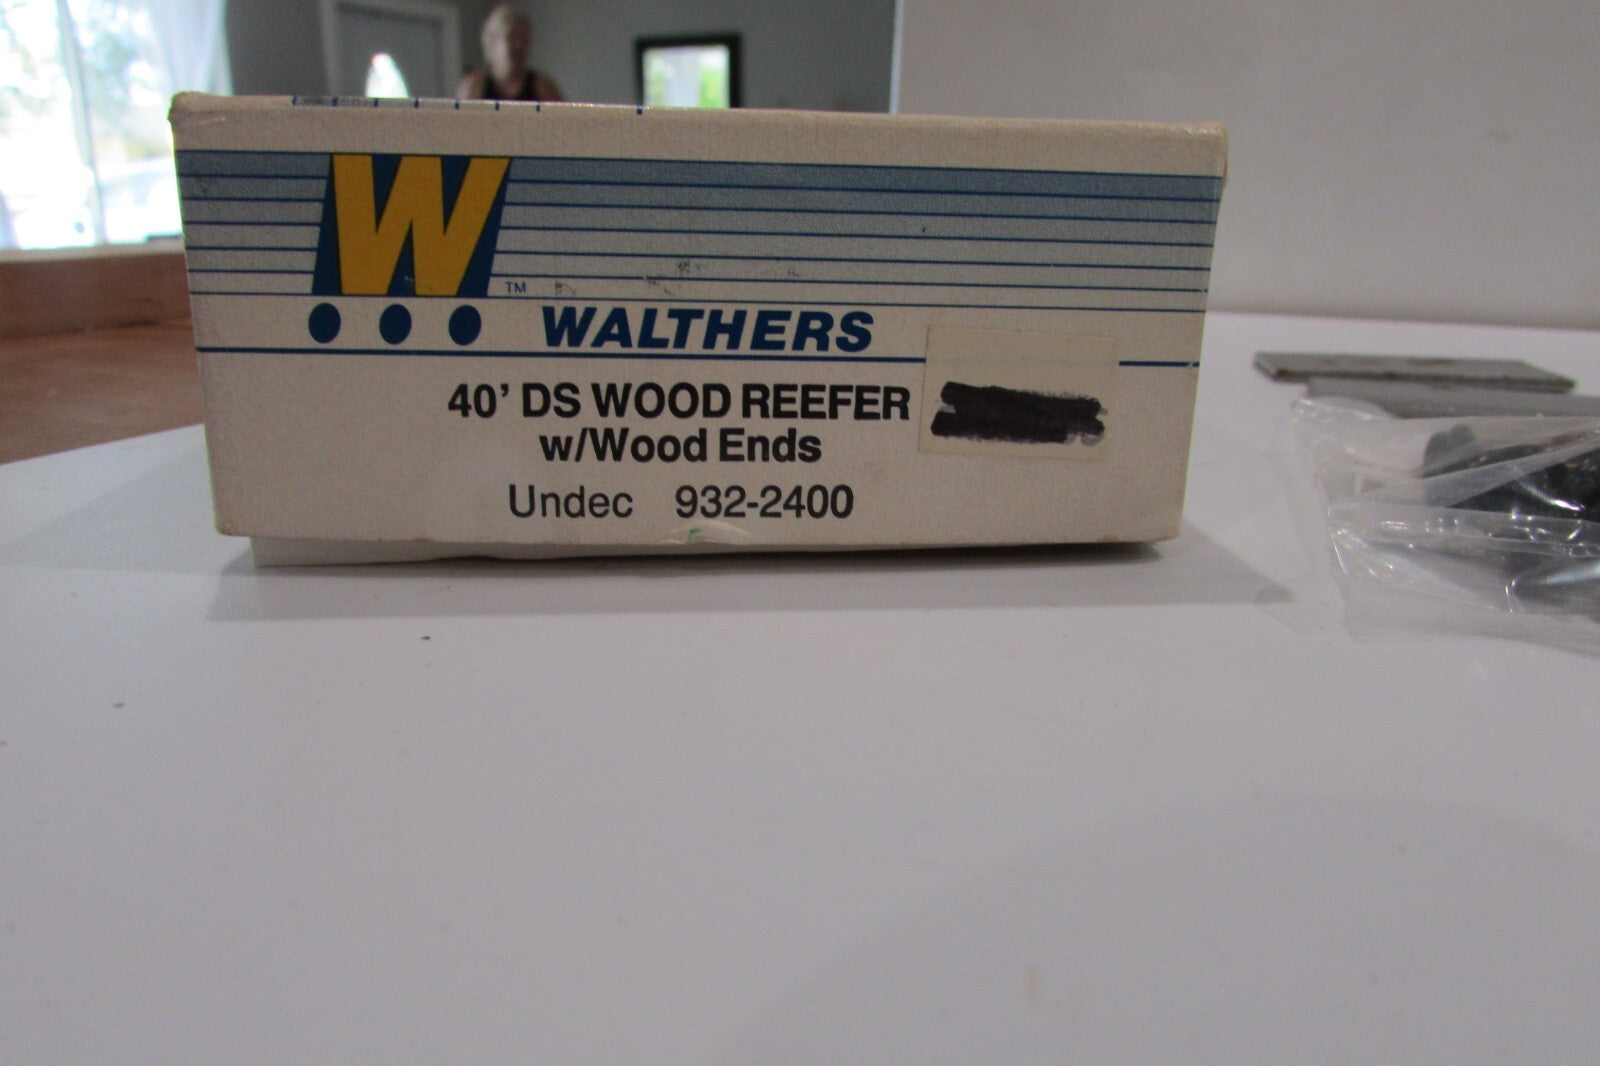 W
TM
WALTHERS
40' DS WOOD REEFER
w/Wood Ends
Undec 932-2400